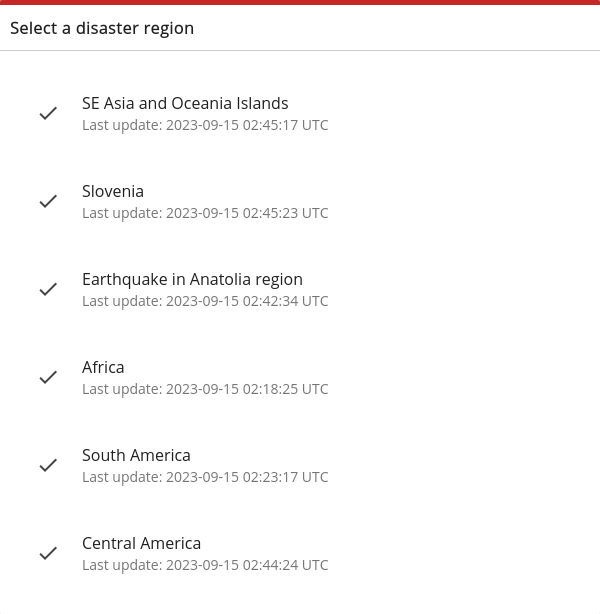 Select a disaster region
SE Asia and Oceania Islands
Last update: 2023-09-15 02:45:17 UTC
Slovenia
Last update: 2023-09-15 02:45:23 UTC
Earthquake in Anatolia region
Last update: 2023-09-15 02:42:34 UTC
Africa
Last update: 2023-09-15 02:18:25 UTC
South America
Last update: 2023-09-15 02:23:17 UTC
Central America
Last update: 2023-09-15 02:44:24 UTC